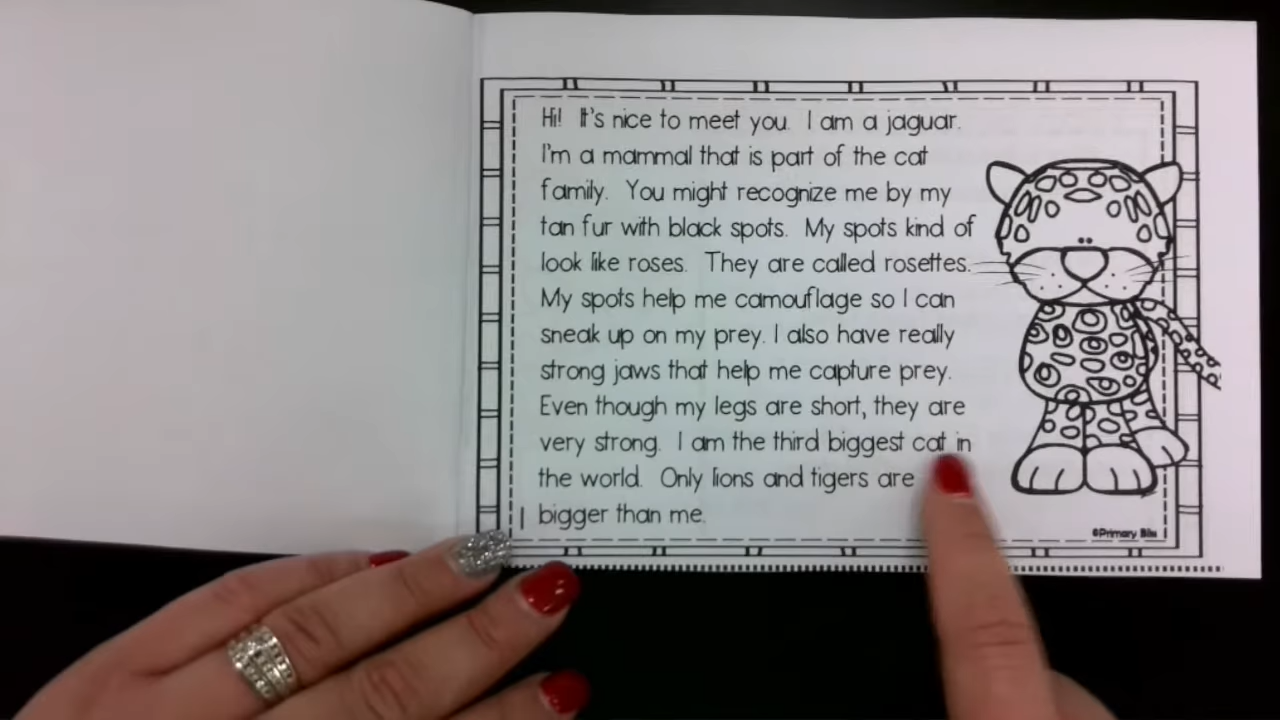 Hi! It's nice to meet you. I am a jaguar.
I'm a mammal that is part of the cat
family. You might recognize me by my
tan fur with black spots. My spots kind of
look like roses. They are called rosettes.
My spots help me camouflage so I can
sneak up on my prey. I also have really
strong jaws that help me capture prey.
Even though my legs are short, they are
very strong. I am the third biggest cat in
the world. Only lions and tigers are
1 bigger than me.
©Primary Bliss